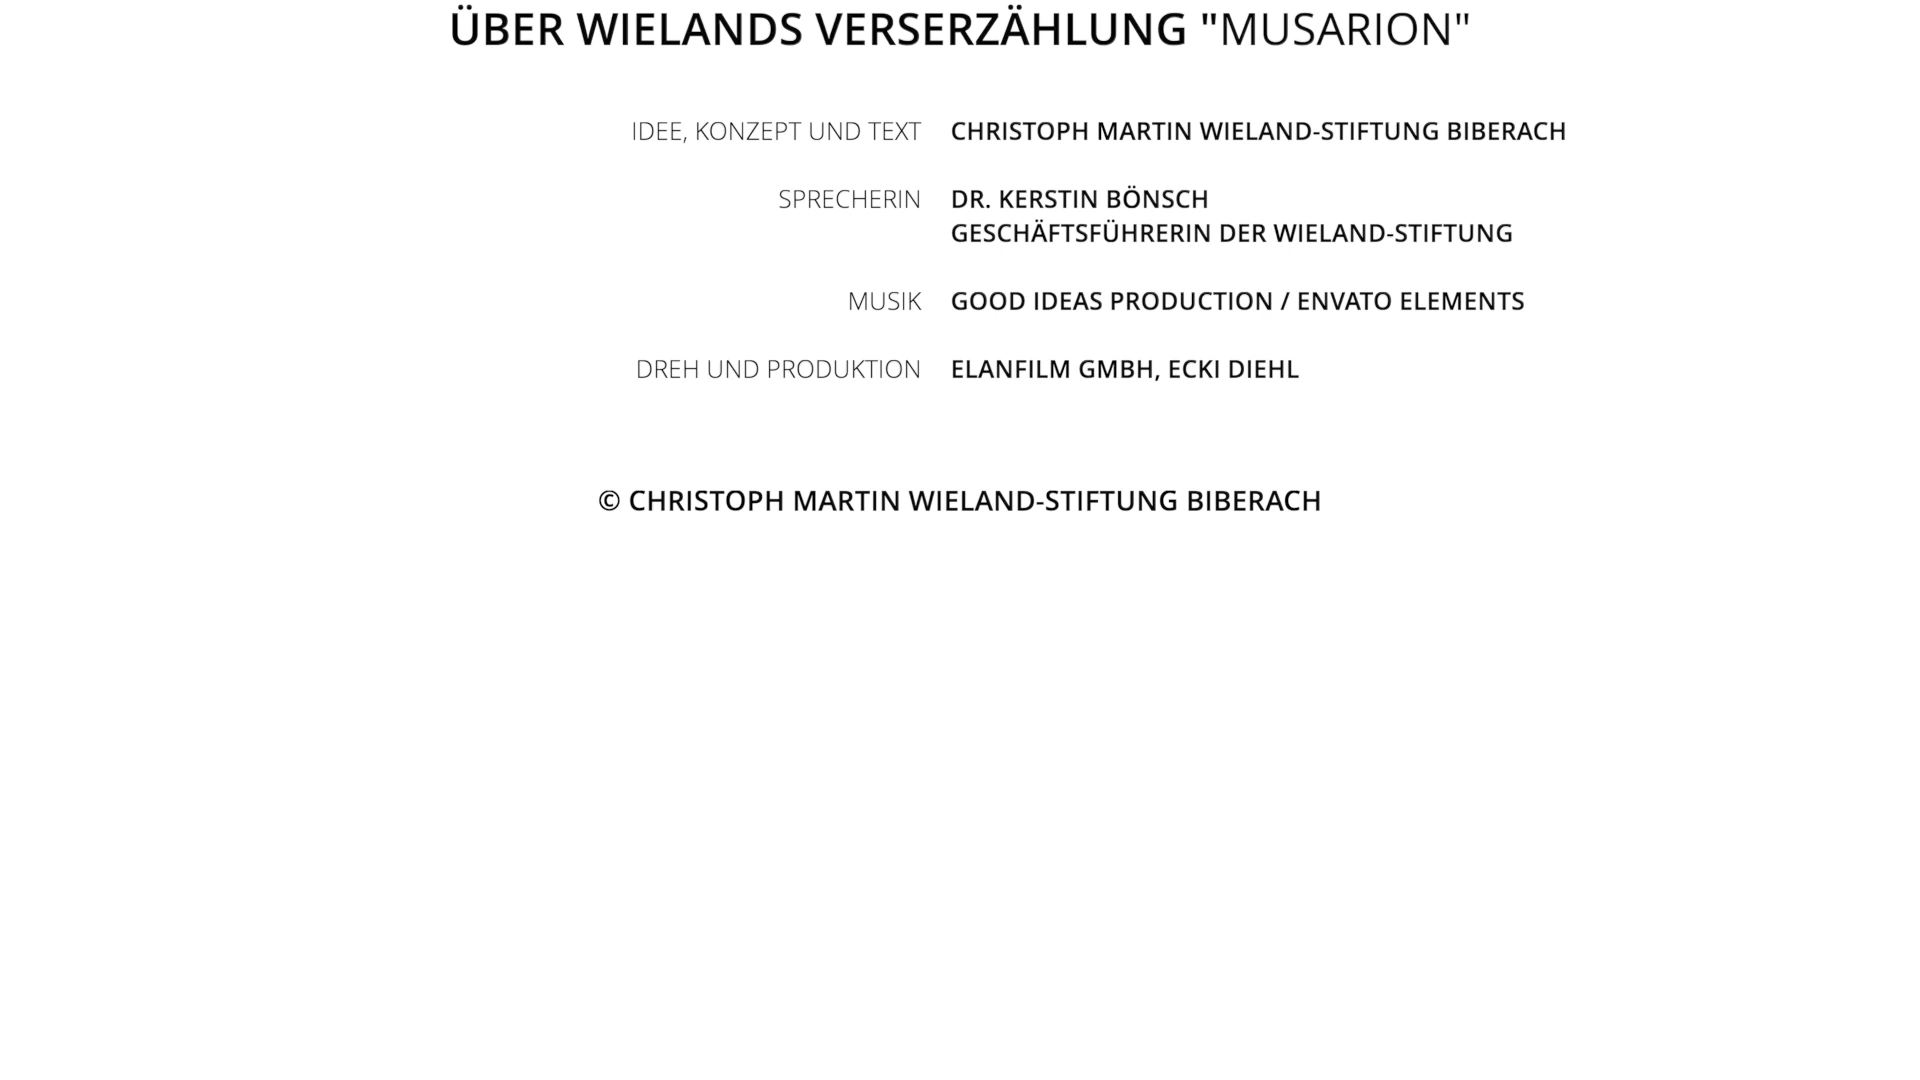 ÜBER WIELANDS VERSERZÄHLUNG "MUSARION"
IDEE, KONZEPT UND TEXT CHRISTOPH MARTIN WIELAND-STIFTUNG BIBERACH
SPRECHERIN DR. KERSTIN BÖNSCH
GESCHÄFTSFÜHRERIN DER WIELAND-STIFTUNG
MUSIK GOOD IDEAS PRODUCTION / ENVATO ELEMENTS
DREH UND PRODUKTION ELANFILM GMBH, ECKI DIEHL
© CHRISTOPH MARTIN WIELAND-STIFTUNG BIBERACH